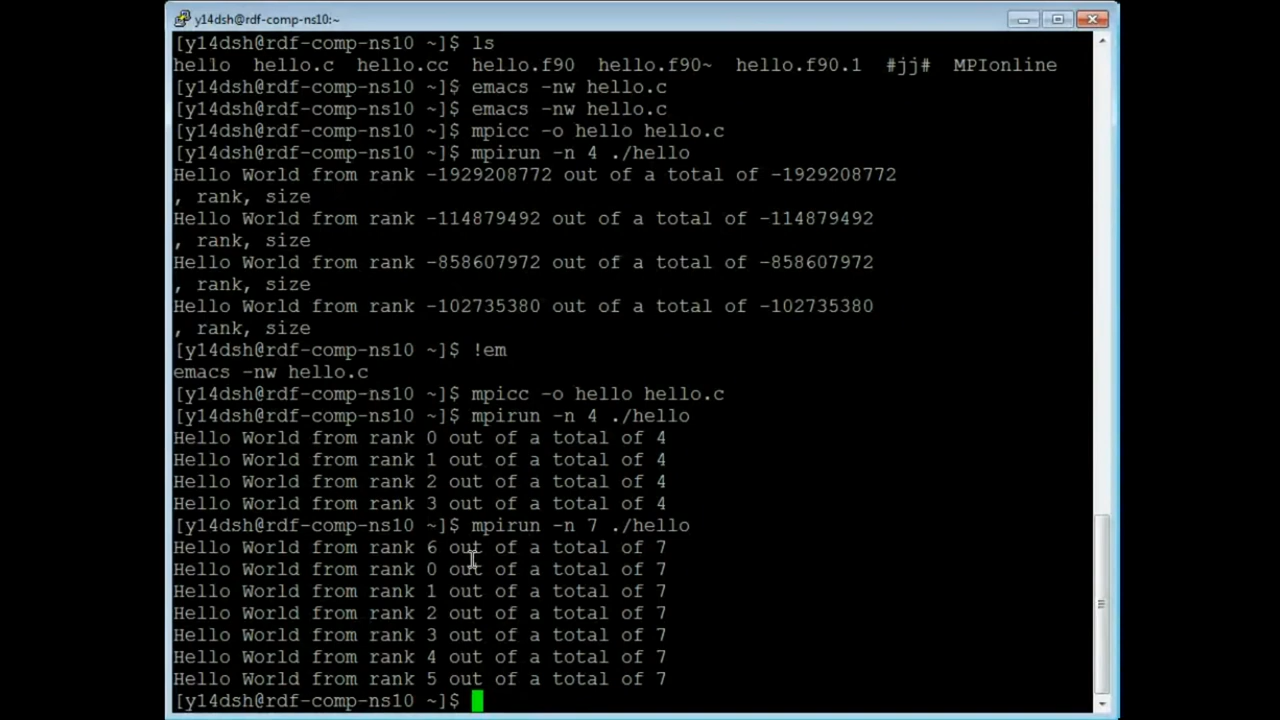 y14dsh@rdf-comp-ns10:~
[y14dsh@rdf-comp-ns10 ~]$ ls
hello  hello.c  hello.cc  hello.f90  hello.f90~  hello.f90.1  #jj#  MPIonline
[y14dsh@rdf-comp-ns10 ~]$ emacs -nw hello.c
[y14dsh@rdf-comp-ns10 ~]$ emacs -nw hello.c
[y14dsh@rdf-comp-ns10 ~]$ mpicc -o hello hello.c
[y14dsh@rdf-comp-ns10 ~]$ mpirun -n 4 ./hello
Hello World from rank -1929208772 out of a total of -1929208772
, rank, size
Hello World from rank -114879492 out of a total of -114879492
, rank, size
Hello World from rank -858607972 out of a total of -858607972
, rank, size
Hello World from rank -102735380 out of a total of -102735380
, rank, size
[y14dsh@rdf-comp-ns10 ~]$ !em
emacs -nw hello.c
[y14dsh@rdf-comp-ns10 ~]$ mpicc -o hello hello.c
[y14dsh@rdf-comp-ns10 ~]$ mpirun -n 4 ./hello
Hello World from rank 0 out of a total of 4
Hello World from rank 1 out of a total of 4
Hello World from rank 2 out of a total of 4
Hello World from rank 3 out of a total of 4
[y14dsh@rdf-comp-ns10 ~]$ mpirun -n 7 ./hello
Hello World from rank 6 out of a total of 7
Hello World from rank 0 out of a total of 7
Hello World from rank 1 out of a total of 7
Hello World from rank 2 out of a total of 7
Hello World from rank 3 out of a total of 7
Hello World from rank 4 out of a total of 7
Hello World from rank 5 out of a total of 7
[y14dsh@rdf-comp-ns10 ~]$